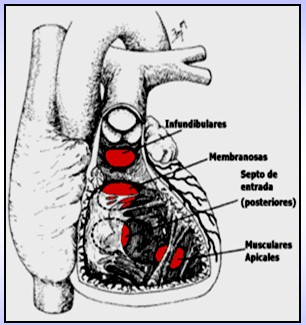 Infundibulares
Membranosas
Septo de
entrada
(posteriores)
Musculares
Apicales